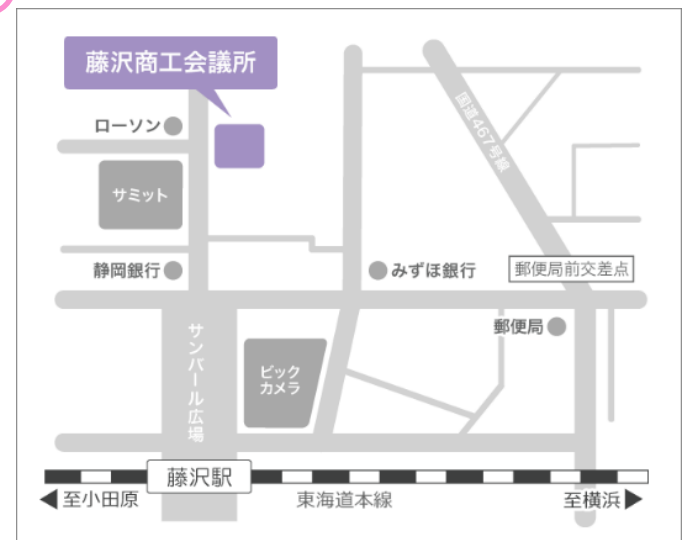 藤沢商工会議所
ローソン
国道467号線
サミット
静岡銀行
みずほ銀行
郵便局前交差点
サンパール広場
郵便局
ビック
カメラ
藤沢駅
至小田原
東海道本線
至横浜